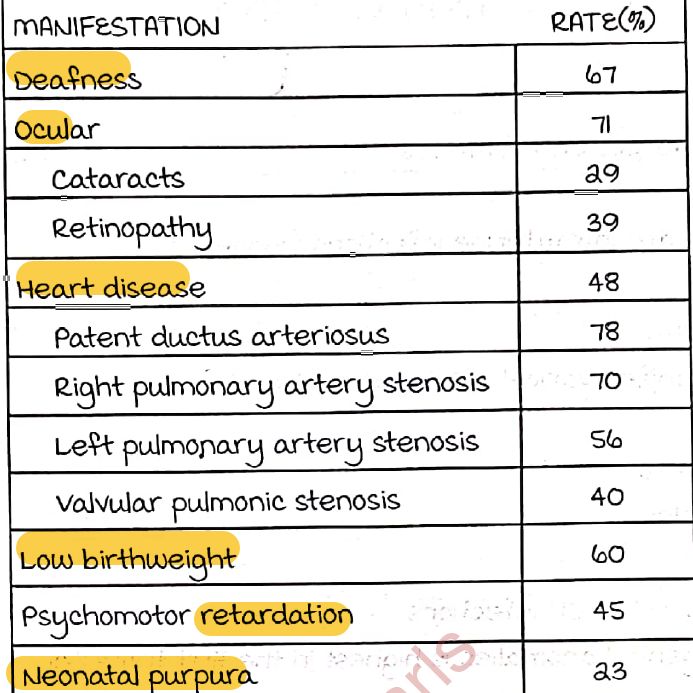 MANIFESTATION RATE(%)
Deafness 67
Ocular 71
Cataracts 29
Retinopathy 39
Heart disease 48
Patent ductus arteriosus 78
Right pulmonary artery stenosis 70
Left pulmonary artery stenosis 56
Valvular pulmonic stenosis 40
Low birthweight 60
Psychomotor retardation 45
Neonatal purpura 23